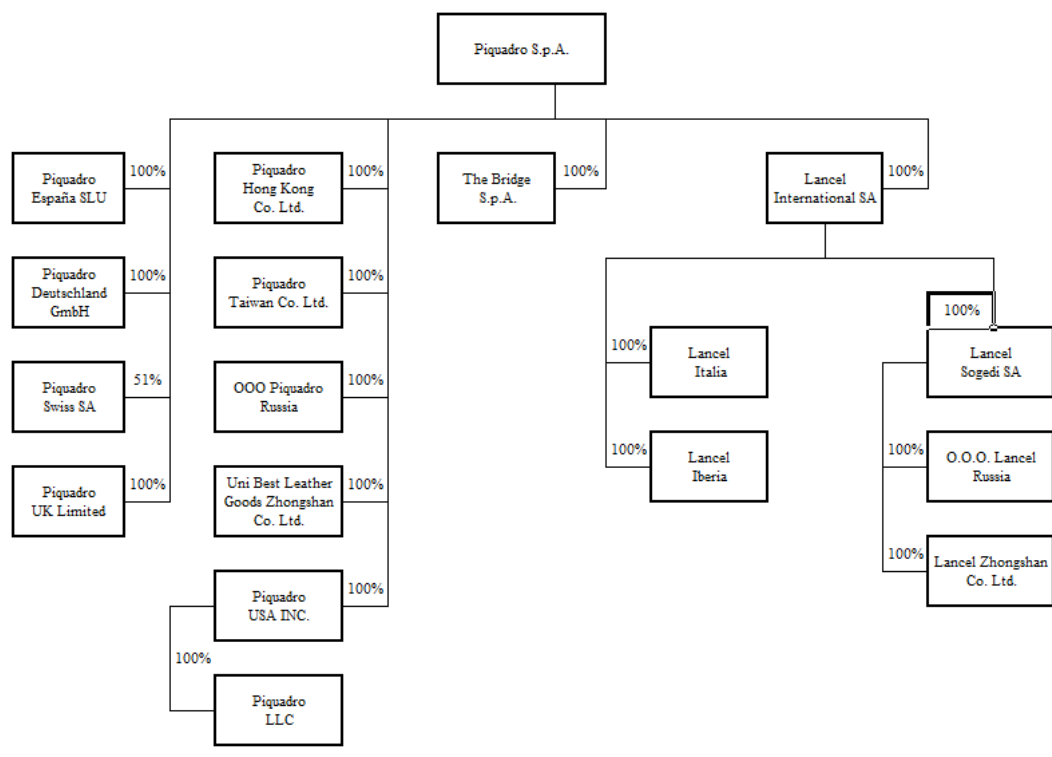 Piquadro S.p.A.
100%
Piquadro
España SLU
100%
Piquadro
Hong Kong
Co. Ltd.
100%
The Bridge
S.p.A.
100%
Lancel
International SA
100%
Piquadro
Deutschland
GmbH
100%
Piquadro
Taiwan Co. Ltd.
100%
100%
Lancel
Italia
Lancel
Sogedi SA
51%
Piquadro
Swiss SA
100%
OOO Piquadro
Russia
100%
Lancel
Iberia
100%
O.O.O. Lancel
Russia
100%
Piquadro
UK Limited
100%
Uni Best Leather
Goods Zhongshan
Co. Ltd.
100%
Lancel Zhongshan
Co. Ltd.
100%
Piquadro
USA INC.
100%
Piquadro
LLC